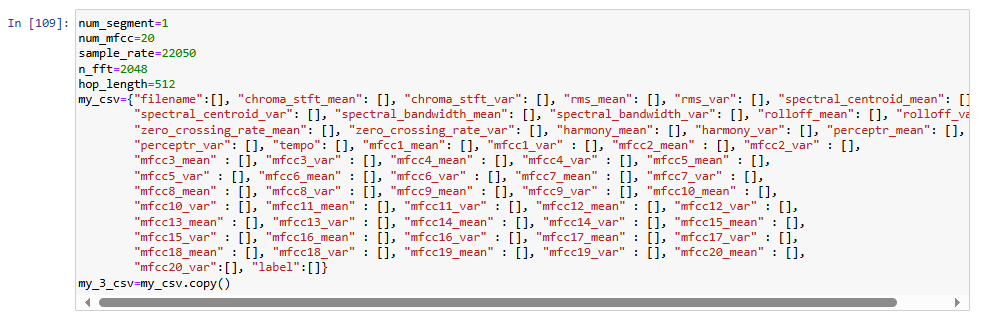 In [109]:
num_segment=1
num_mfcc=20
sample_rate=22050
n_fft=2048
hop_length=512
my_csv={"filename":[], "chroma_stft_mean": [], "chroma_stft_var": [], "rms_mean": [], "rms_var": [], "spectral_centroid_mean": []
"spectral_centroid_var": [], "spectral_bandwidth_mean": [], "spectral_bandwidth_var": [], "rolloff_mean": [], "rolloff_va
"zero_crossing_rate_mean": [], "zero_crossing_rate_var": [], "harmony_mean": [], "harmony_var": [], "perceptr_mean": [],
"perceptr_var": [], "tempo": [], "mfcc1_mean": [], "mfcc1_var" : [], "mfcc2_mean" : [], "mfcc2_var" : [],
"mfcc3_mean" : [], "mfcc3_var" : [], "mfcc4_mean" : [], "mfcc4_var" : [], "mfcc5_mean" : [],
"mfcc5_var" : [], "mfcc6_mean" : [], "mfcc6_var" : [], "mfcc7_mean" : [], "mfcc7_var" : [],
"mfcc8_mean" : [], "mfcc8_var" : [], "mfcc9_mean" : [], "mfcc9_var" : [], "mfcc10_mean" : [],
"mfcc10_var" : [], "mfcc11_mean" : [], "mfcc11_var" : [], "mfcc12_mean" : [], "mfcc12_var" : [],
"mfcc13_mean" : [], "mfcc13_var" : [], "mfcc14_mean" : [], "mfcc14_var" : [], "mfcc15_mean" : [],
"mfcc15_var" : [], "mfcc16_mean" : [], "mfcc16_var" : [], "mfcc17_mean" : [], "mfcc17_var" : [],
"mfcc18_mean" : [], "mfcc18_var" : [], "mfcc19_mean" : [], "mfcc19_var" : [], "mfcc20_mean" : [],
"mfcc20_var":[], "label":[]}
my_3_csv=my_csv.copy()